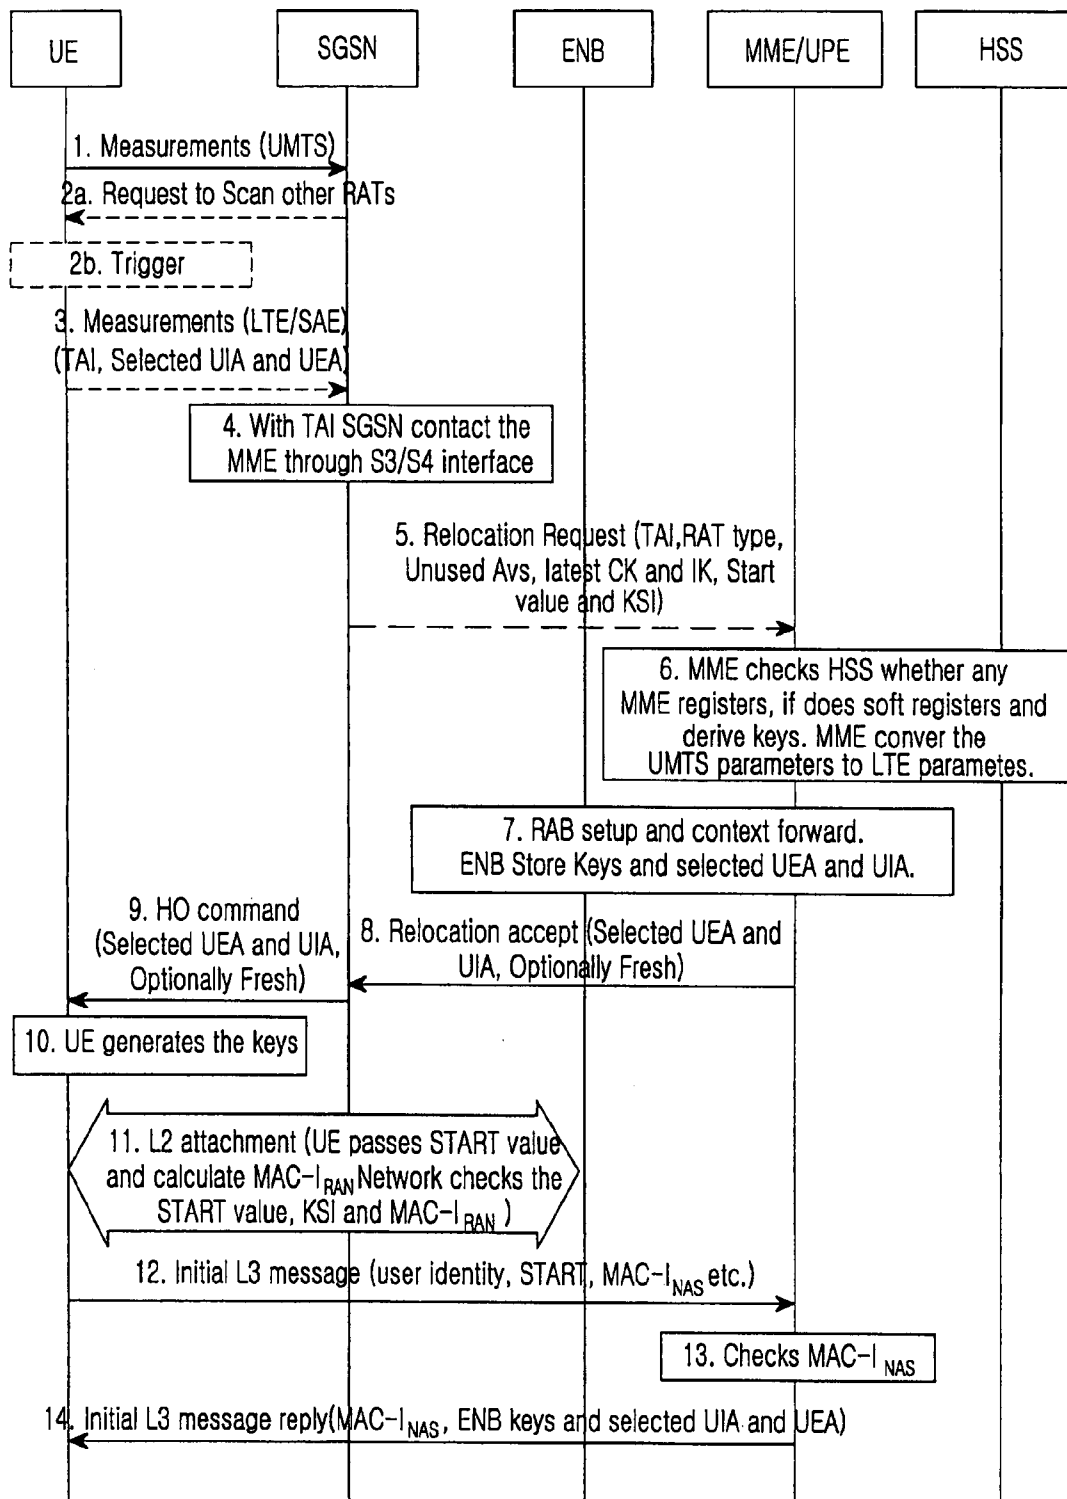 UE
SGSN
ENB
MME/UPE
HSS
1. Measurements (UMTS)
2a. Request to Scan other RATs
2b. Trigger
3. Measurements (LTE/SAE)
(TAI, Selected UIA and UEA)
4. With TAI SGSN contact the
MME through S3/S4 interface
5. Relocation Request (TAI,RAT type,
Unused Avs, latest CK and IK, Start
value and KSI)
6. MME checks HSS whether any
MME registers, if does soft registers and
derive keys. MME conver the
UMTS parameters to LTE parametes.
7. RAB setup and context forward.
ENB Store Keys and selected UEA and UIA.
8. Relocation accept (Selected UEA and
UIA, Optionally Fresh)
9. HO command
(Selected UEA and UIA,
Optionally Fresh)
10. UE generates the keys
11. L2 attachment (UE passes START value
and calculate MAC-I RAN Network checks the
START value, KSI and MAC-I RAN )
12. Initial L3 message (user identity, START, MAC-I NAS etc.)
13. Checks MAC-I NAS
14. Initial L3 message reply(MAC-I NAS, ENB keys and selected UIA and UEA)